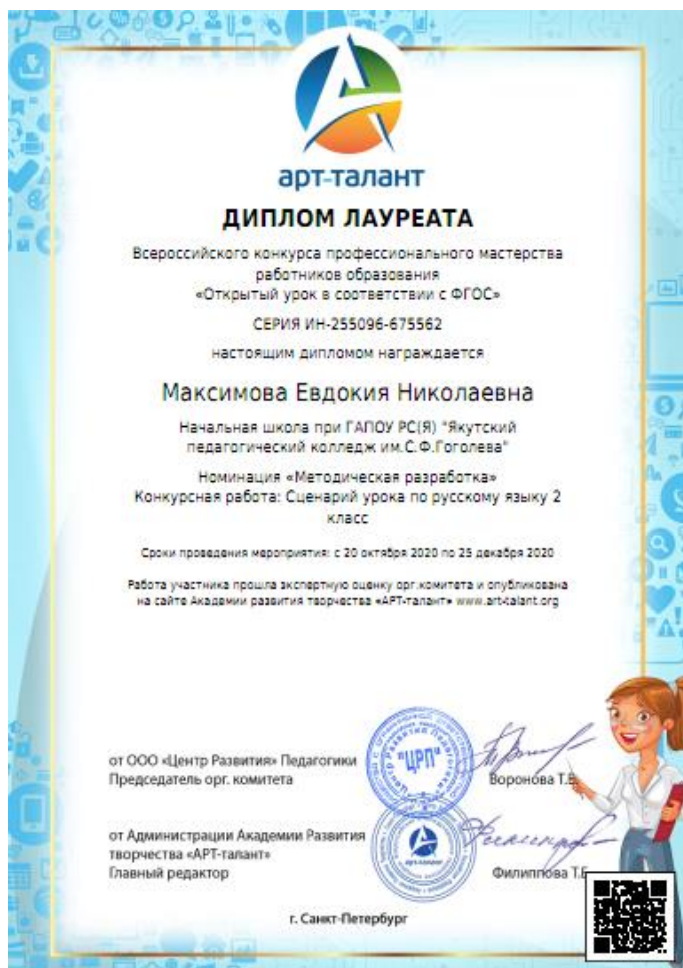 арт-талант
ДИПЛОМ ЛАУРЕАТА
Всероссийского конкурса профессионального мастерства
работников образования
«Открытый урок в соответствии с ФГОС»
СЕРИЯ ИН-255096-675562
настоящим дипломом награждается
Максимова Евдокия Николаевна
Начальная школа при ГАПОУ РС(Я) "Якутский
педагогический колледж им.С.Ф.Гоголева"
Номинация «Методическая разработка»
Конкурсная работа: Сценарий урока по русскому языку 2
класс
Сроки проведения мероприятия: с 20 октября 2020 по 25 декабря 2020
Работа участника прошла экспертную оценку орг.комитета и опубликована
на сайте Академии развития творчества «АРТ-талант» www.art-talant.org
от ООО «Центр Развития» Педагогики
Председатель орг. комитета
"ЦРП"
Воронова Т.Е.
от Администрации Академии Развития
творчества «АРТ-талант»
Главный редактор
арт-талант
Филиппова Т.Г.
г. Санкт-Петербург